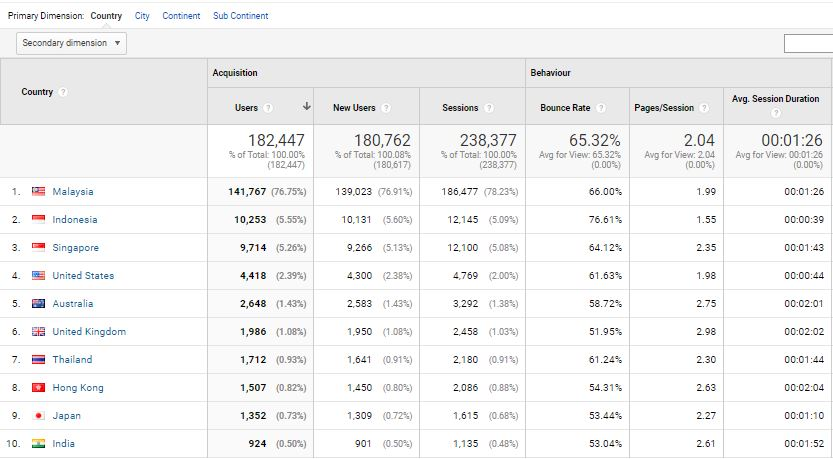 Primary Dimension: Country City Continent Sub Continent
Secondary dimension
Acquisition Behaviour
Country ? Users ? New Users ? Sessions ? Bounce Rate ? Pages/Session ? Avg. Session Duration ?
182,447 180,762 238,377 65.32% 2.04 00:01:26
% of Total: 100.00% % of Total: 100.08% % of Total: 100.00% Avg for View: 65.32% Avg for View: 2.04 Avg for View: 00:01:26
(182,447) (180,617) (238,377) (0.00%) (0.00%) (0.00%)
1. Malaysia 141,767 (76.75%) 139,023 (76.91%) 186,477 (78.23%) 66.00% 1.99 00:01:26
2. Indonesia 10,253 (5.55%) 10,131 (5.60%) 12,145 (5.09%) 76.61% 1.55 00:00:39
3. Singapore 9,714 (5.26%) 9,266 (5.13%) 12,100 (5.08%) 64.12% 2.35 00:01:43
4. United States 4,418 (2.39%) 4,300 (2.38%) 4,769 (2.00%) 61.63% 1.98 00:00:44
5. Australia 2,648 (1.43%) 2,583 (1.43%) 3,292 (1.38%) 58.72% 2.75 00:02:01
6. United Kingdom 1,986 (1.08%) 1,950 (1.08%) 2,458 (1.03%) 51.95% 2.98 00:02:02
7. Thailand 1,712 (0.93%) 1,641 (0.91%) 2,180 (0.91%) 61.24% 2.30 00:01:44
8. Hong Kong 1,507 (0.82%) 1,450 (0.80%) 2,086 (0.88%) 54.31% 2.63 00:02:04
9. Japan 1,352 (0.73%) 1,309 (0.72%) 1,615 (0.68%) 53.44% 2.27 00:01:10
10. India 924 (0.50%) 901 (0.50%) 1,135 (0.48%) 53.04% 2.61 00:01:52